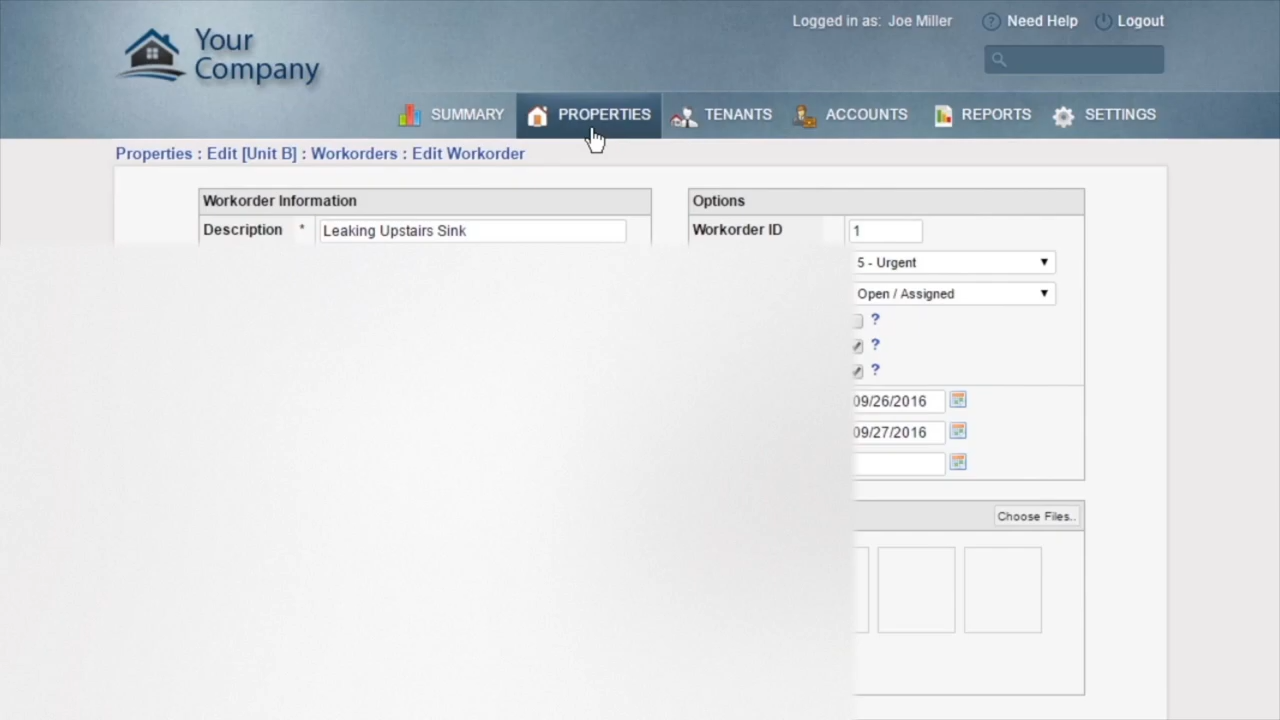 Logged in as: Joe Miller
Need Help
Logout
Your
Company
SUMMARY
PROPERTIES
TENANTS
ACCOUNTS
REPORTS
SETTINGS
Properties : Edit [Unit B] : Workorders : Edit Workorder
Workorder Information
Options
Description * Leaking Upstairs Sink
Workorder ID 1
5 - Urgent
Open / Assigned
?
?
?
09/26/2016
09/27/2016
Choose Files..